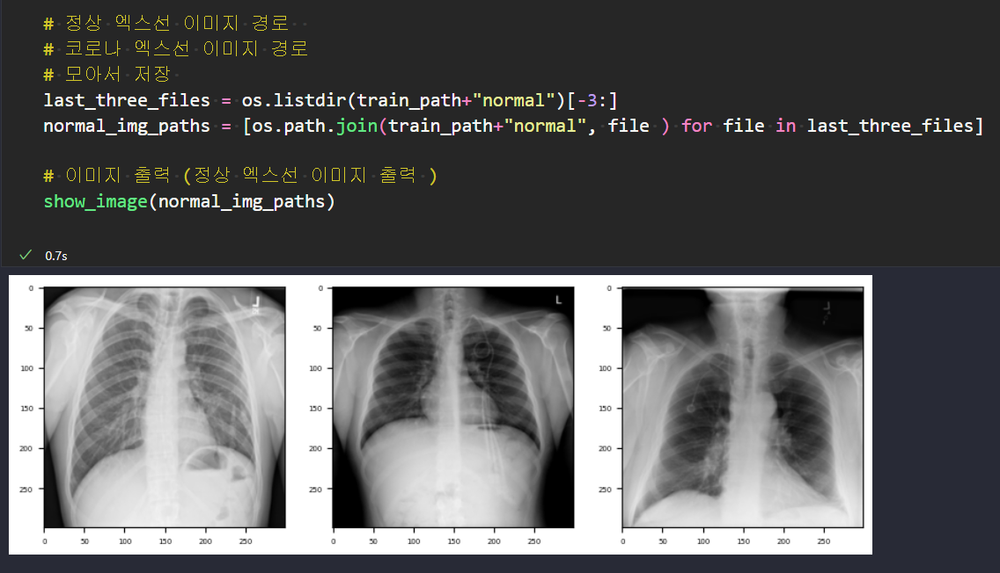 # 정상 엑스선 이미지 경로
# 코로나 엑스선 이미지 경로
# 모아서 저장
last_three_files = os.listdir(train_path+"normal")[-3:]
normal_img_paths = [os.path.join(train_path+"normal", file ) for file in last_three_files]
# 이미지 출력 (정상 엑스선 이미지 출력 )
show_image(normal_img_paths)
0.7s
0 50 100 150 200 250
0 50 100 150 200 250
L
0 50 100 150 200 250
0 50 100 150 200 250
L
0 50 100 150 200 250
0 50 100 150 200 250